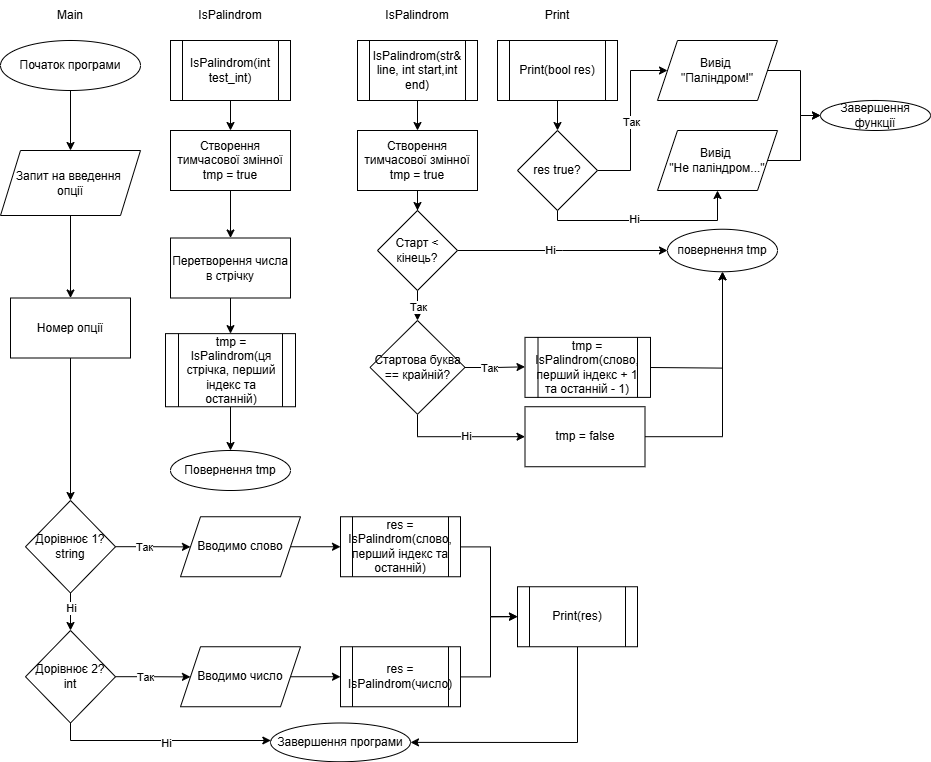 Main
IsPalindrom
IsPalindrom
Print
Початок програми
Запит на введення
опції
Номер опції
Дорівнює 1?
string
Так
Вводимо слово
res =
IsPalindrom(слово,
перший індекс та
останній)
Ні
Дорівнює 2?
int
Так
Вводимо число
res =
IsPalindrom(число)
Print(res)
Ні
Завершення програми
IsPalindrom(int
test_int)
Створення
тимчасової змінної
tmp = true
Перетворення числа
в стрічку
tmp =
IsPalindrom(ця
стрічка, перший
індекс та
останній)
Повернення tmp
IsPalindrom(str&
line, int start,int
end)
Створення
тимчасової змінної
tmp = true
Старт <
кінець?
Ні
повернення tmp
Так
Стартова буква
== крайній?
Так
tmp =
IsPalindrom(слово,
перший індекс + 1
та останній - 1)
Ні
tmp = false
Print(bool res)
res true?
Так
Вивід
"Паліндром!"
Ні
Вивід
"Не паліндром..."
Завершення
функції